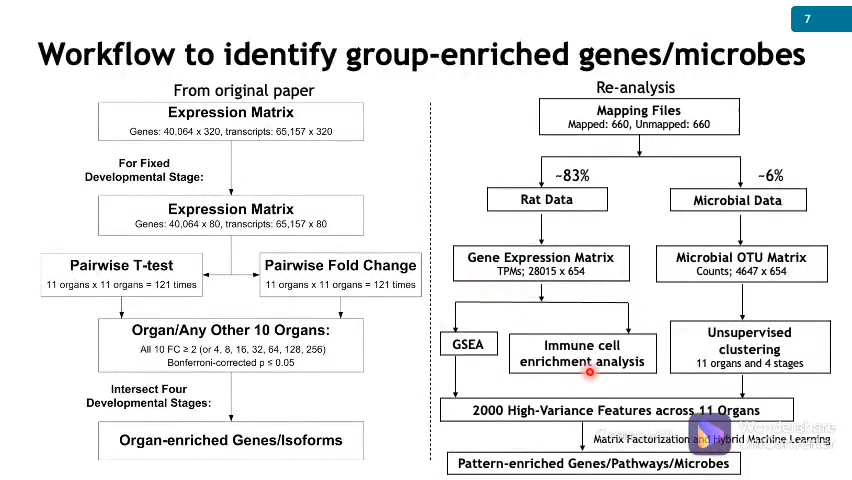 7
Workflow to identify group-enriched genes/microbes
From original paper
Expression Matrix
Genes: 40,064 x 320, transcripts: 65,157 x 320
For Fixed
Developmental Stage:
Expression Matrix
Genes: 40,064 x 80, transcripts: 65,157 x 80
Pairwise T-test
11 organs x 11 organs = 121 times
Pairwise Fold Change
11 organs x 11 organs = 121 times
Organ/Any Other 10 Organs:
All 10 FC ≥ 2 (or 4, 8, 16, 32, 64, 128, 256)
Bonferroni-corrected p ≤ 0.05
Intersect Four
Developmental Stages:
Organ-enriched Genes/Isoforms
Re-analysis
Mapping Files
Mapped: 660, Unmapped: 660
~83%
~6%
Rat Data
Microbial Data
Gene Expression Matrix
TPMs; 28015 x 654
Microbial OTU Matrix
Counts; 4647 x 654
GSEA
Immune cell
enrichment analysis
Unsupervised
clustering
11 organs and 4 stages
2000 High-Variance Features across 11 Organs
Matrix Factorization and Hybrid Machine Learning
Pattern-enriched Genes/Pathways/Microbes
Wondershare